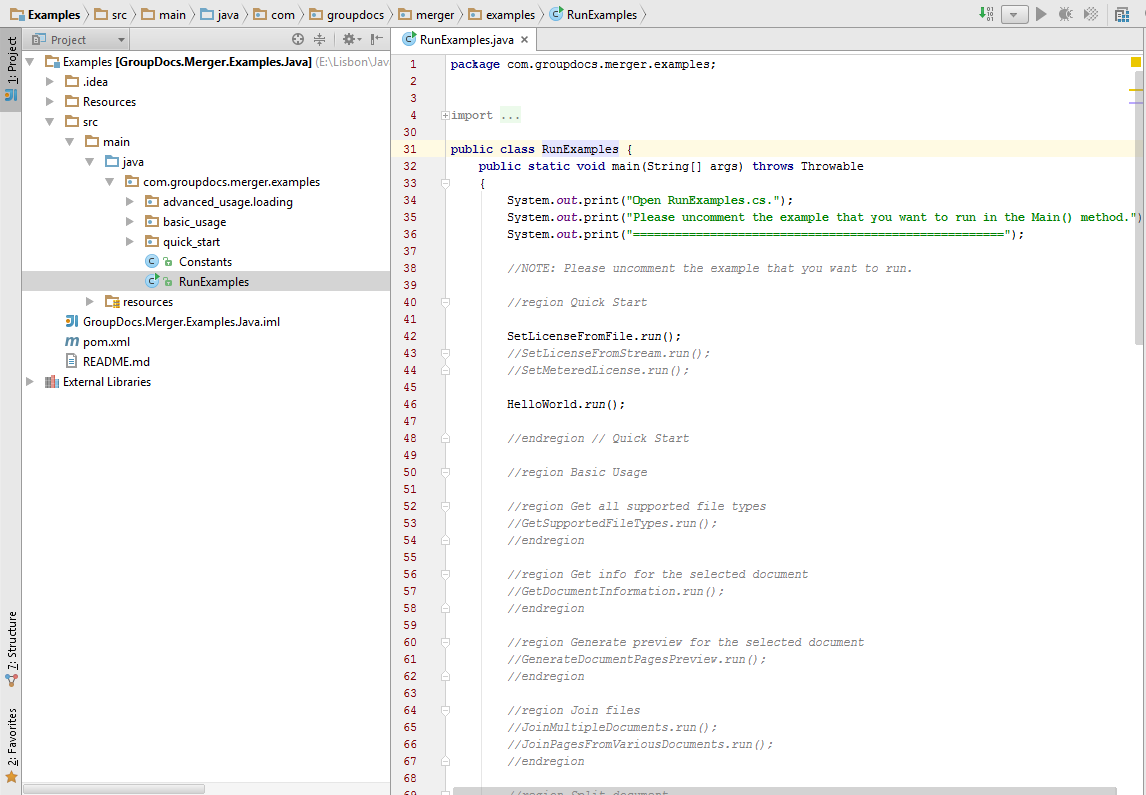 Examples src main java com groupdocs merger examples RunExamples
1: Project
Project
RunExamples.java
Examples [GroupDocs.Merger.Examples.Java] (E:\Lisbon\Jav
.idea
Resources
src
main
java
com.groupdocs.merger.examples
advanced_usage.loading
basic_usage
quick_start
Constants
RunExamples
resources
GroupDocs.Merger.Examples.Java.iml
pom.xml
README.md
External Libraries
7: Structure
2: Favorites
1 package com.groupdocs.merger.examples;
2
3
4 import ...
30
31 public class RunExamples {
32 public static void main(String[] args) throws Throwable
33 {
34 System.out.print("Open RunExamples.cs.");
35 System.out.print("Please uncomment the example that you want to run in the Main() method.")
36 System.out.print("=====================================================");
37
38 //NOTE: Please uncomment the example that you want to run.
39
40 //region Quick Start
41
42 SetLicenseFromFile.run();
43 //SetLicenseFromStream.run();
44 //SetMeteredLicense.run();
45
46 HelloWorld.run();
47
48 //endregion // Quick Start
49
50 //region Basic Usage
51
52 //region Get all supported file types
53 //GetSupportedFileTypes.run();
54 //endregion
55
56 //region Get info for the selected document
57 //GetDocumentInformation.run();
58 //endregion
59
60 //region Generate preview for the selected document
61 //GenerateDocumentPagesPreview.run();
62 //endregion
63
64 //region Join files
65 //JoinMultipleDocuments.run();
66 //JoinPagesFromVariousDocuments.run();
67 //endregion
68
69 //region Split document